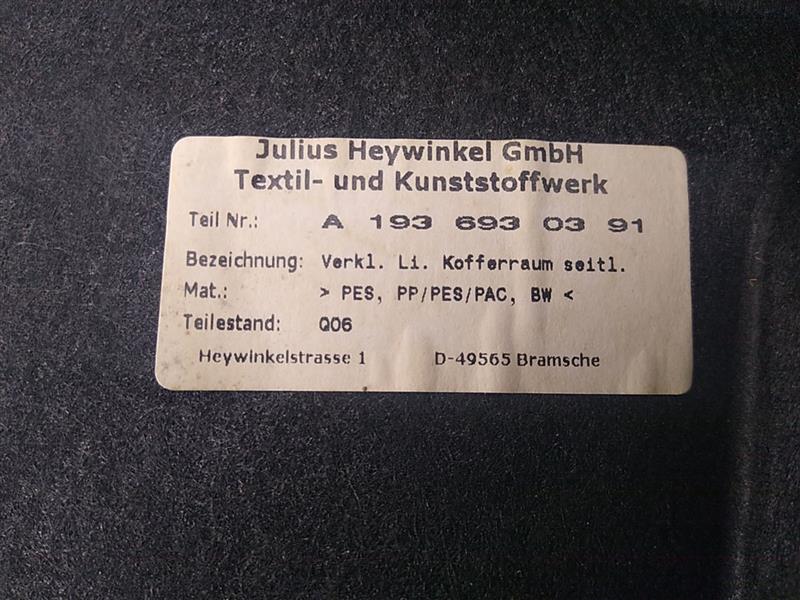 Julius Heywinkel GmbH
Textil- und Kunststoffwerk
Teil Nr.: A 193 693 03 91
Bezeichnung: Verkl. Li. Kofferraum seitl.
Mat.: > PES, PP/PES/PAC, BW <
Teilestand: Q06
Heywinkelstrasse 1 D-49565 Bramsche